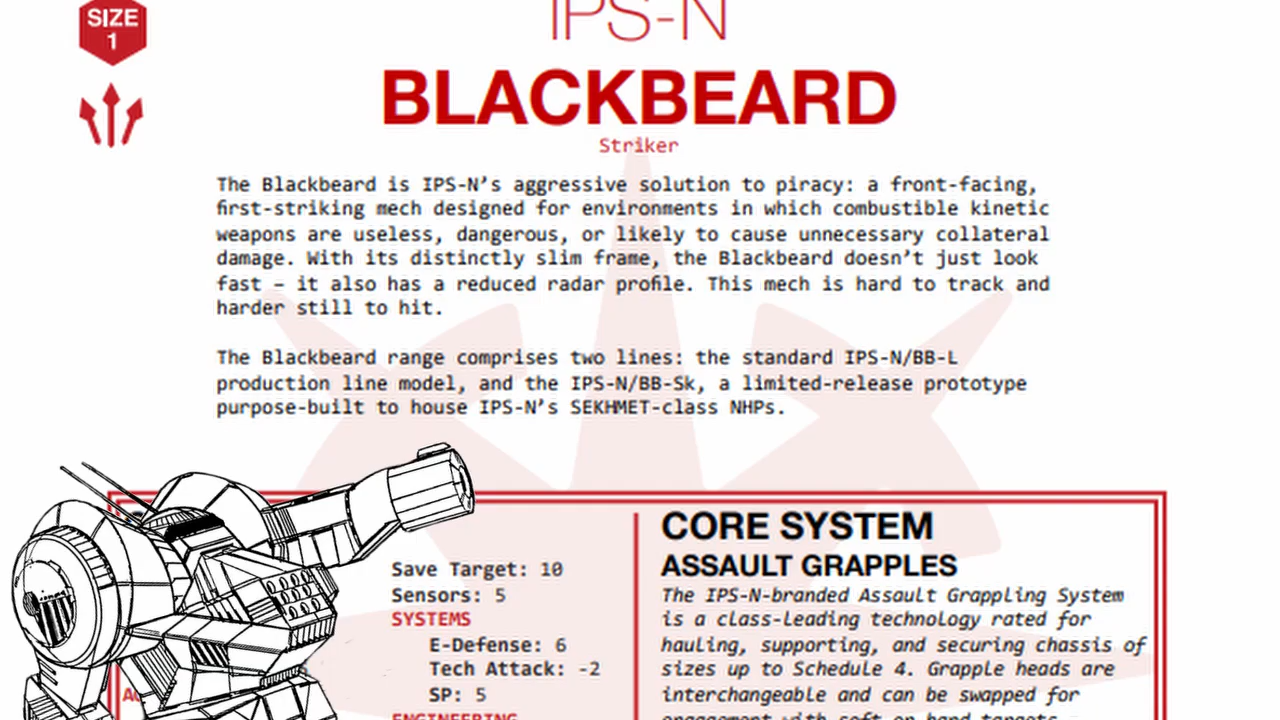 SIZE
1
IPS-N
BLACKBEARD
Striker
The Blackbeard is IPS-N’s aggressive solution to piracy: a front-facing,
first-striking mech designed for environments in which combustible kinetic
weapons are useless, dangerous, or likely to cause unnecessary collateral
damage. With its distinctly slim frame, the Blackbeard doesn’t just look
fast – it also has a reduced radar profile. This mech is hard to track and
harder still to hit.
The Blackbeard range comprises two lines: the standard IPS-N/BB-L
production line model, and the IPS-N/BB-Sk, a limited-release prototype
purpose-built to house IPS-N’s SEKHMET-class NHPs.
Save Target: 10
Sensors: 5
SYSTEMS
E-Defense: 6
Tech Attack: -2
SP: 5
ENGINEERING
CORE SYSTEM
ASSAULT GRAPPLES
The IPS-N-branded Assault Grappling System
is a class-leading technology rated for
hauling, supporting, and securing chassis of
sizes up to Schedule 4. Grapple heads are
interchangeable and can be swapped for
engagement with soft or hard targets